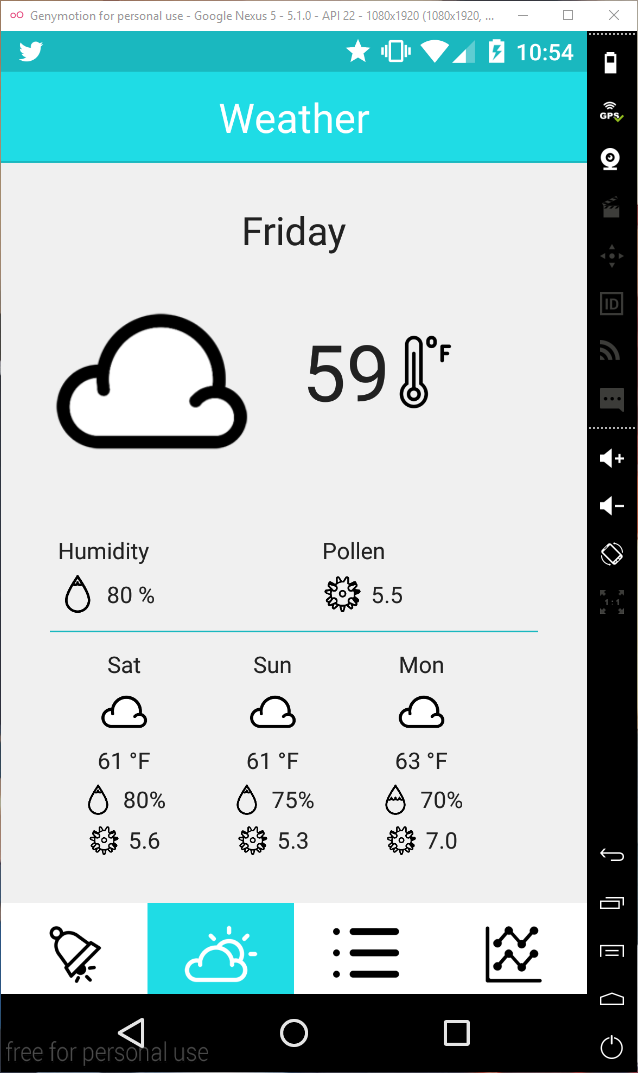 Genymotion for personal use - Google Nexus 5 - 5.1.0 - API 22 - 1080x1920 (1080x1920, ...
10:54
Weather
GPS
Friday
ID
59 °F
Humidity Pollen
80 % 5.5
1:1
Sat Sun Mon
61 °F 61 °F 63 °F
80% 75% 70%
5.6 5.3 7.0
free for personal use